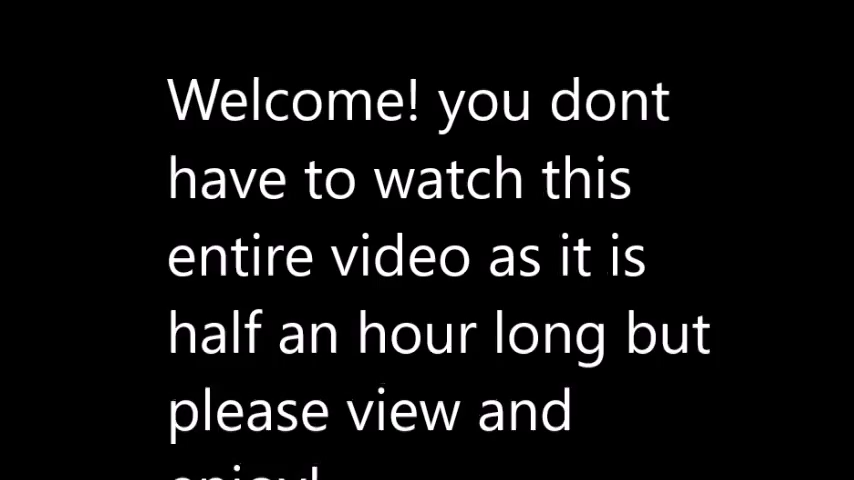 Welcome! you dont
have to watch this
entire video as it is
half an hour long but
please view and
enjoy!